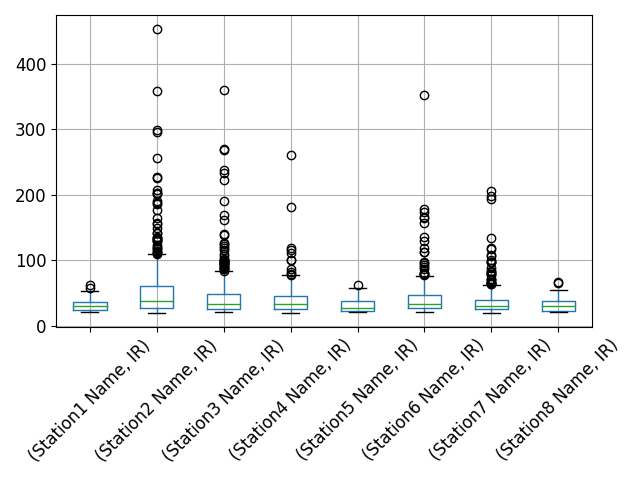 400
300
200
100
0
(Station1 Name, IR)
(Station2 Name, IR)
(Station3 Name, IR)
(Station4 Name, IR)
(Station5 Name, IR)
(Station6 Name, IR)
(Station7 Name, IR)
(Station8 Name, IR)